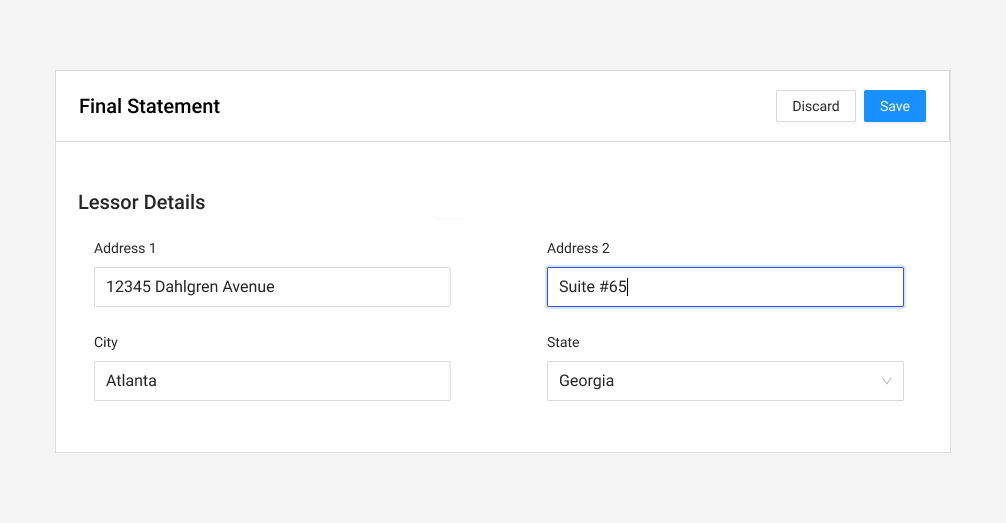 Final Statement
Discard
Save
Lessor Details
Address 1
Address 2
12345 Dahlgren Avenue
Suite #65
City
State
Atlanta
Georgia